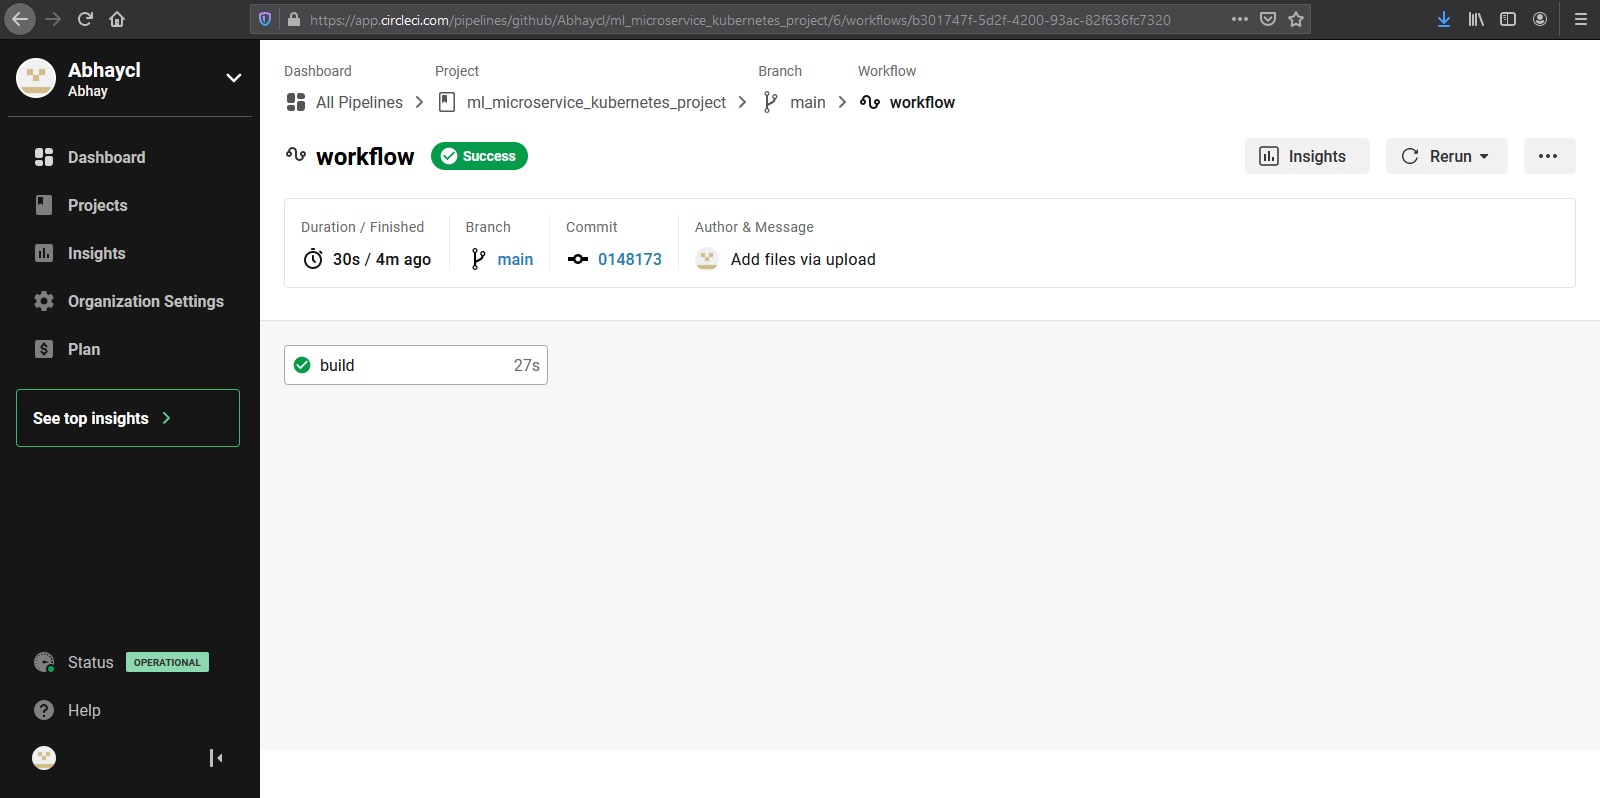 https://app.circleci.com/pipelines/github/Abhaycl/ml_microservice_kubernetes_project/6/workflows/b301747f-5d2f-4200-93ac-82f636fc7320
Abhaycl
Abhay
Dashboard
Projects
Insights
Organization Settings
Plan
See top insights
Status OPERATIONAL
Help
Dashboard Project Branch Workflow
All Pipelines ml_microservice_kubernetes_project main workflow
workflow Success Insights Rerun
Duration / Finished Branch Commit Author & Message
30s / 4m ago main 0148173 Add files via upload
build 27s